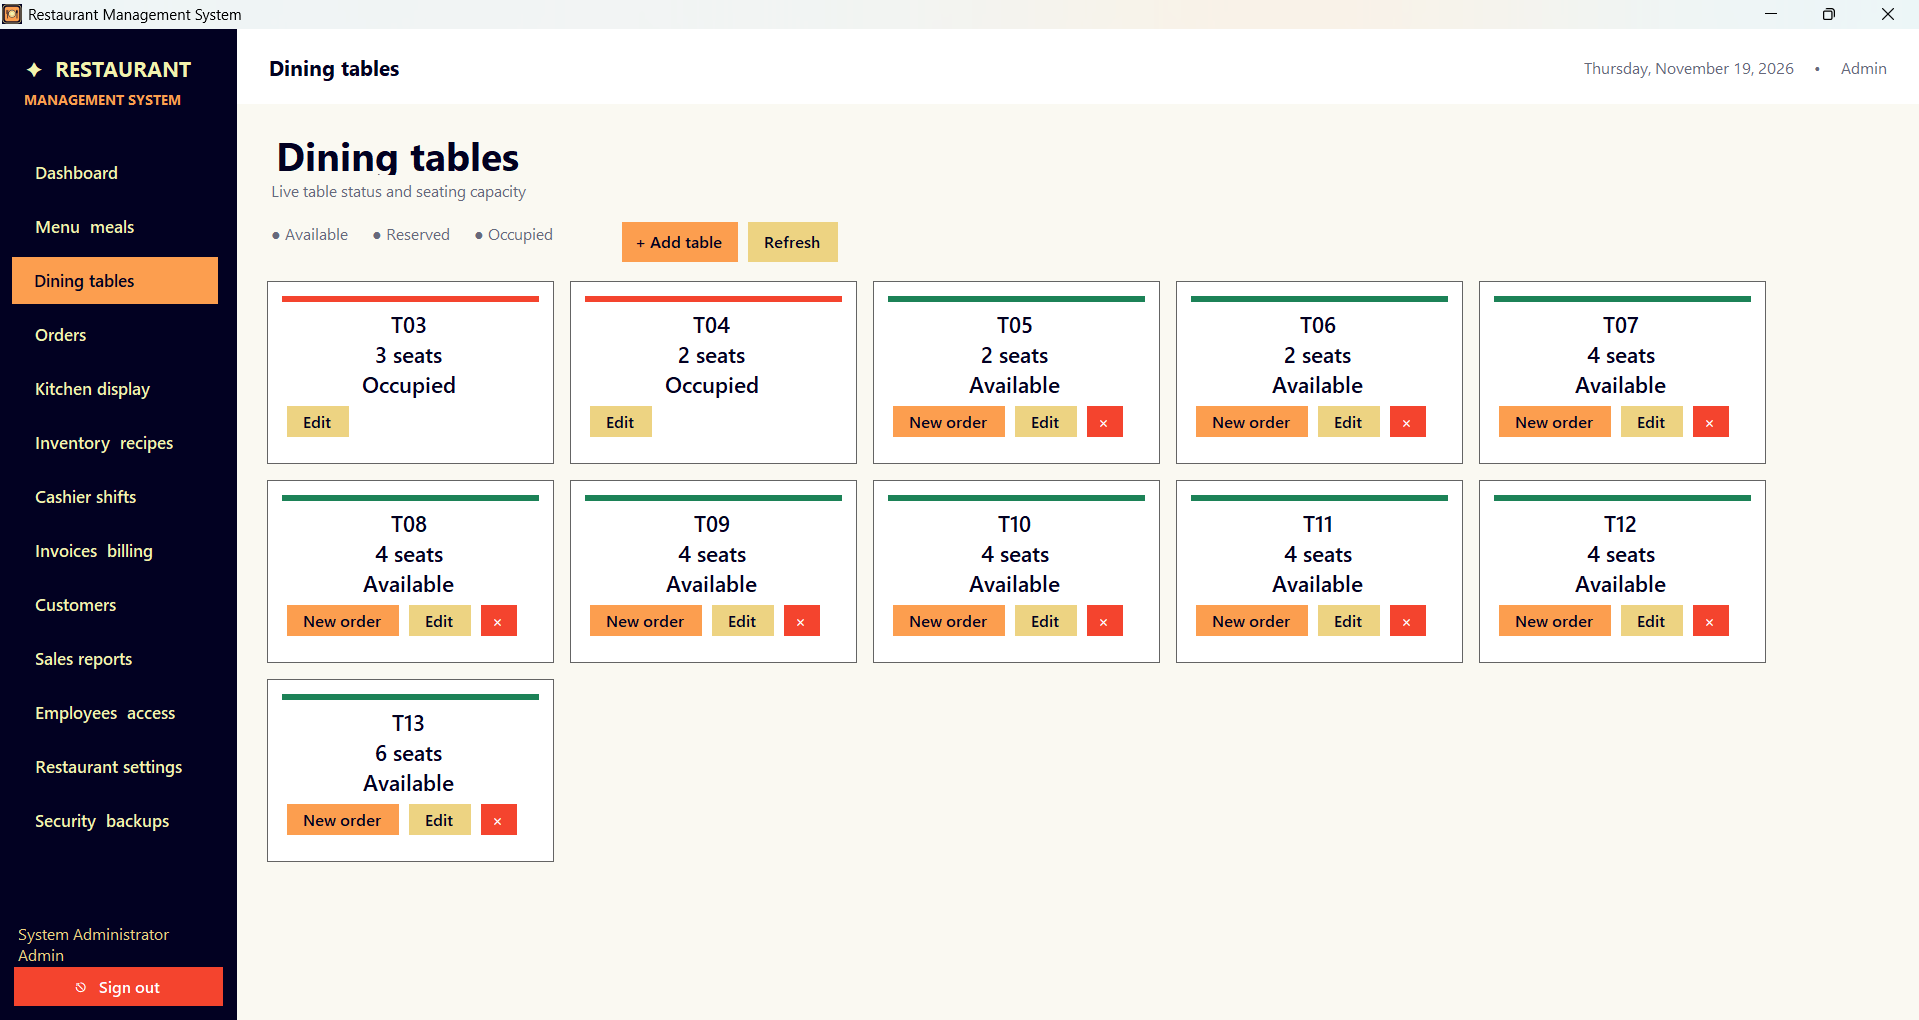 Restaurant Management System
✦ RESTAURANT
MANAGEMENT SYSTEM
Dashboard
Menu meals
Dining tables
Orders
Kitchen display
Inventory recipes
Cashier shifts
Invoices billing
Customers
Sales reports
Employees access
Restaurant settings
Security backups
System Administrator
Admin
Sign out
Dining tables
Thursday, November 19, 2026 • Admin
Dining tables
Live table status and seating capacity
● Available ● Reserved ● Occupied
+ Add table Refresh
T03
3 seats
Occupied
Edit
T04
2 seats
Occupied
Edit
T05
2 seats
Available
New order Edit ×
T06
2 seats
Available
New order Edit ×
T07
4 seats
Available
New order Edit ×
T08
4 seats
Available
New order Edit ×
T09
4 seats
Available
New order Edit ×
T10
4 seats
Available
New order Edit ×
T11
4 seats
Available
New order Edit ×
T12
4 seats
Available
New order Edit ×
T13
6 seats
Available
New order Edit ×